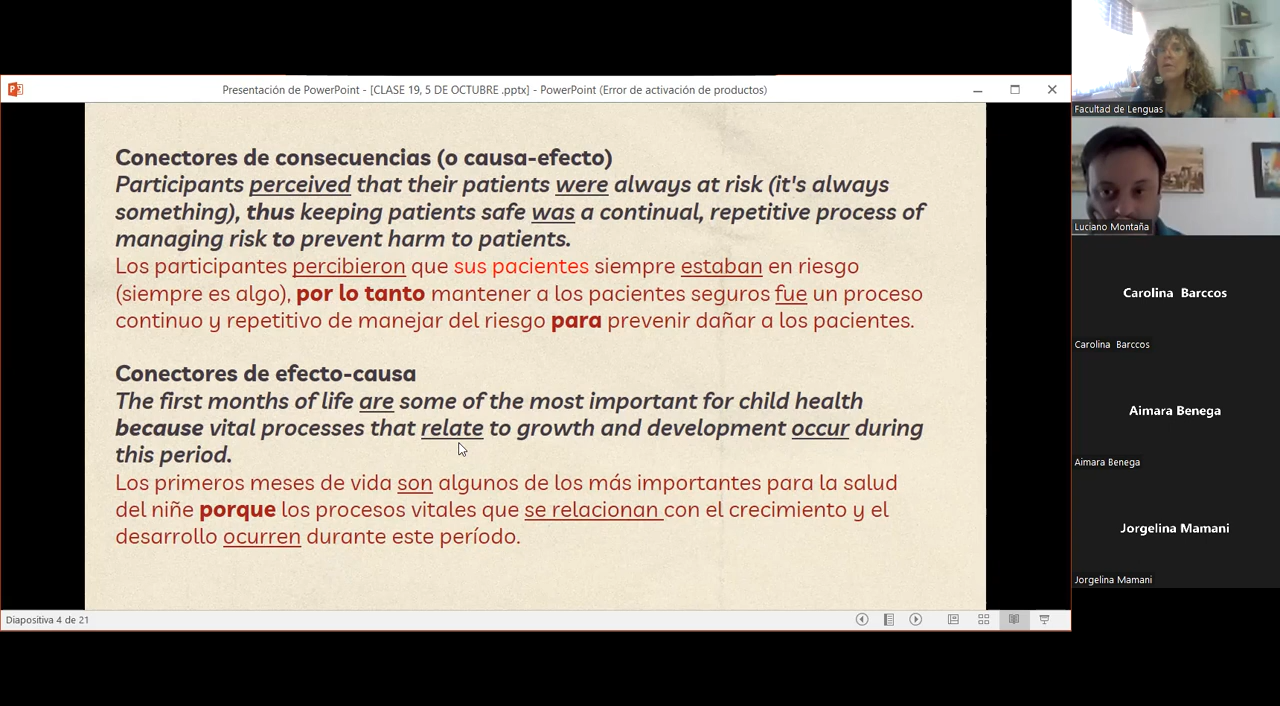 Presentación de PowerPoint - [CLASE 19, 5 DE OCTUBRE .pptx] - PowerPoint (Error de activación de productos)
Conectores de consecuencias (o causa-efecto)
Participants perceived that their patients were always at risk (it's always
something), thus keeping patients safe was a continual, repetitive process of
managing risk to prevent harm to patients.
Los participantes percibieron que sus pacientes siempre estaban en riesgo
(siempre es algo), por lo tanto mantener a los pacientes seguros fue un proceso
continuo y repetitivo de manejar del riesgo para prevenir dañar a los pacientes.
Conectores de efecto-causa
The first months of life are some of the most important for child health
because vital processes that relate to growth and development occur during
this period.
Los primeros meses de vida son algunos de los más importantes para la salud
del niñe porque los procesos vitales que se relacionan con el crecimiento y el
desarrollo ocurren durante este período.
Diapositiva 4 de 21
Facultad de Lenguas
Luciano Montaña
Carolina Barccos
Carolina Barccos
Aimara Benega
Aimara Benega
Jorgelina Mamani
Jorgelina Mamani